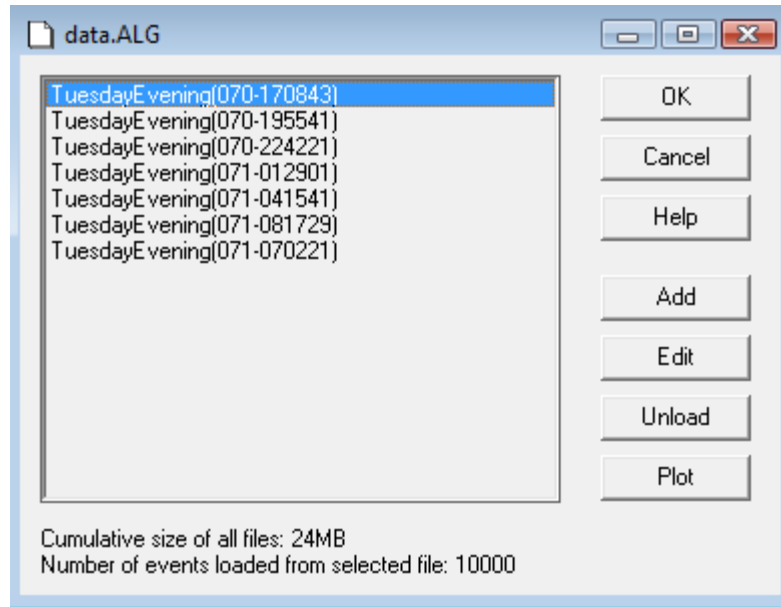 data.ALG
TuesdayEvening(070-170843)
TuesdayEvening(070-195541)
TuesdayEvening(070-224221)
TuesdayEvening(071-012901)
TuesdayEvening(071-041541)
TuesdayEvening(071-081729)
TuesdayEvening(071-070221)
OK
Cancel
Help
Add
Edit
Unload
Plot
Cumulative size of all files: 24MB
Number of events loaded from selected file: 10000